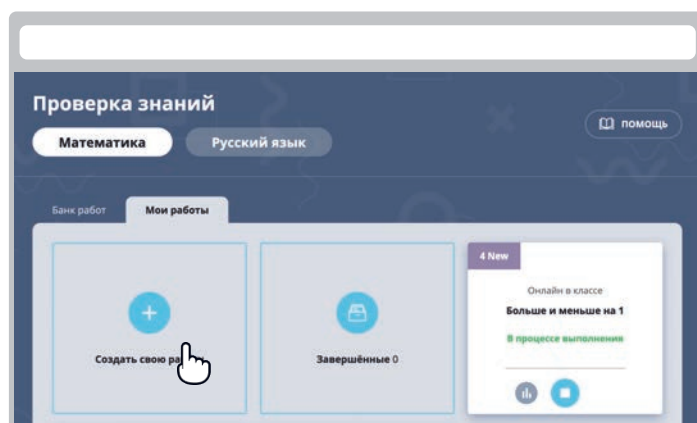 Проверка знаний
помощь
Математика
Русский язык
Банк работ
Мои работы
4 New
Онлайн в классе
Больше и меньше на 1
В процессе выполнения
Создать свою
Завершённые 0